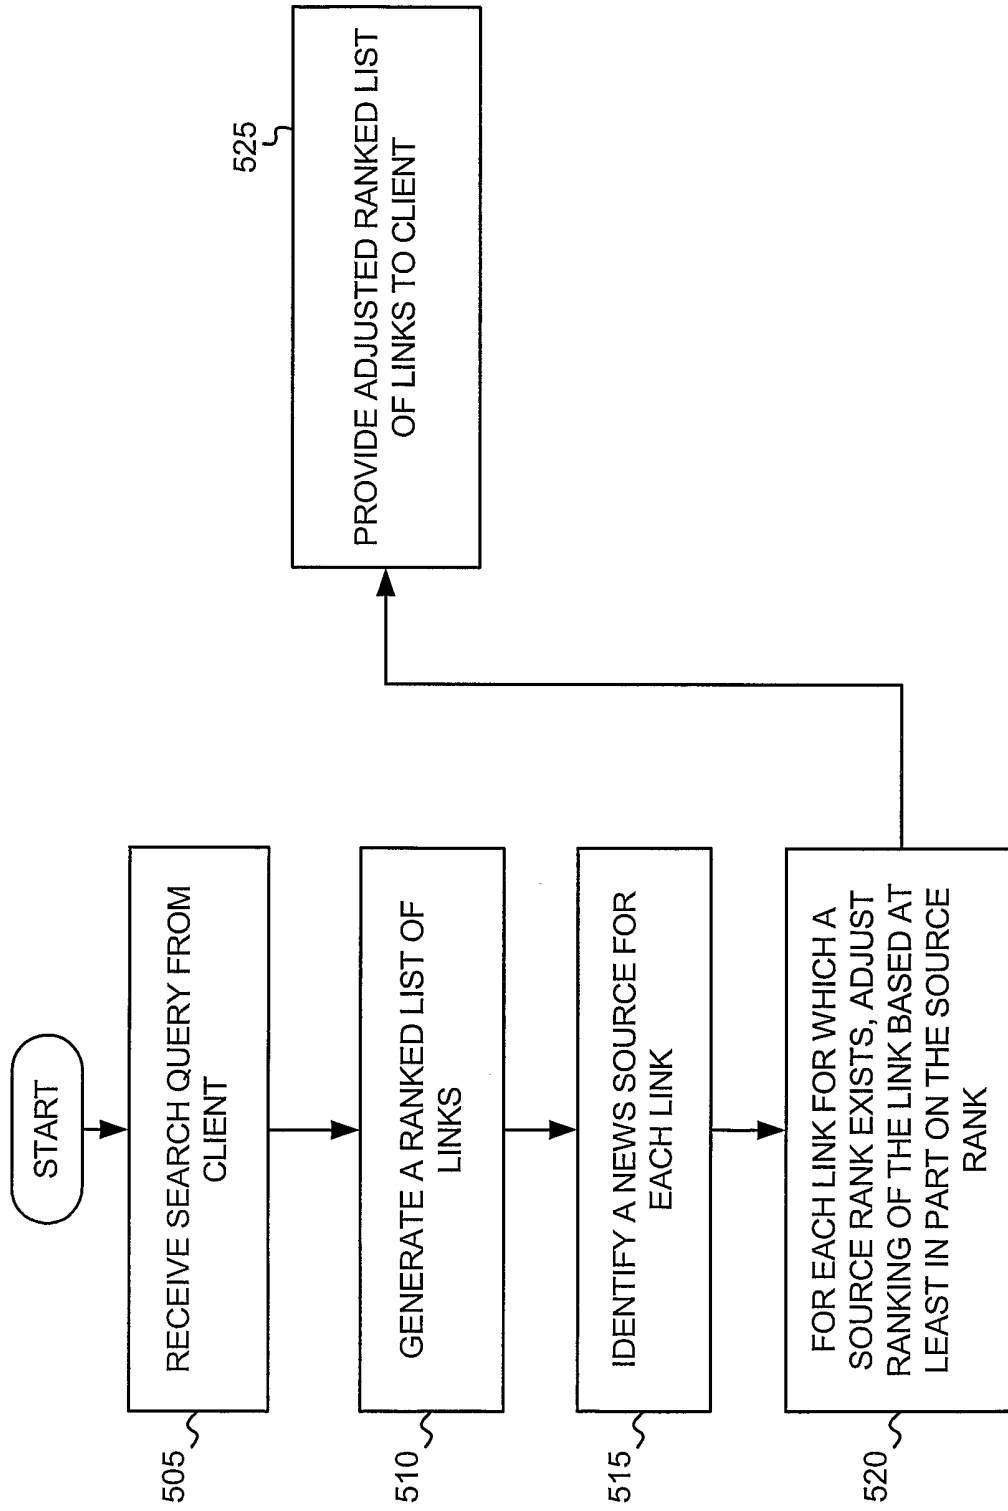 START
RECEIVE SEARCH QUERY FROM
CLIENT
505
GENERATE A RANKED LIST OF
LINKS
510
IDENTIFY A NEWS SOURCE FOR
EACH LINK
515
FOR EACH LINK FOR WHICH A
SOURCE RANK EXISTS, ADJUST
RANKING OF THE LINK BASED AT
LEAST IN PART ON THE SOURCE
RANK
520
525
PROVIDE ADJUSTED RANKED LIST
OF LINKS TO CLIENT